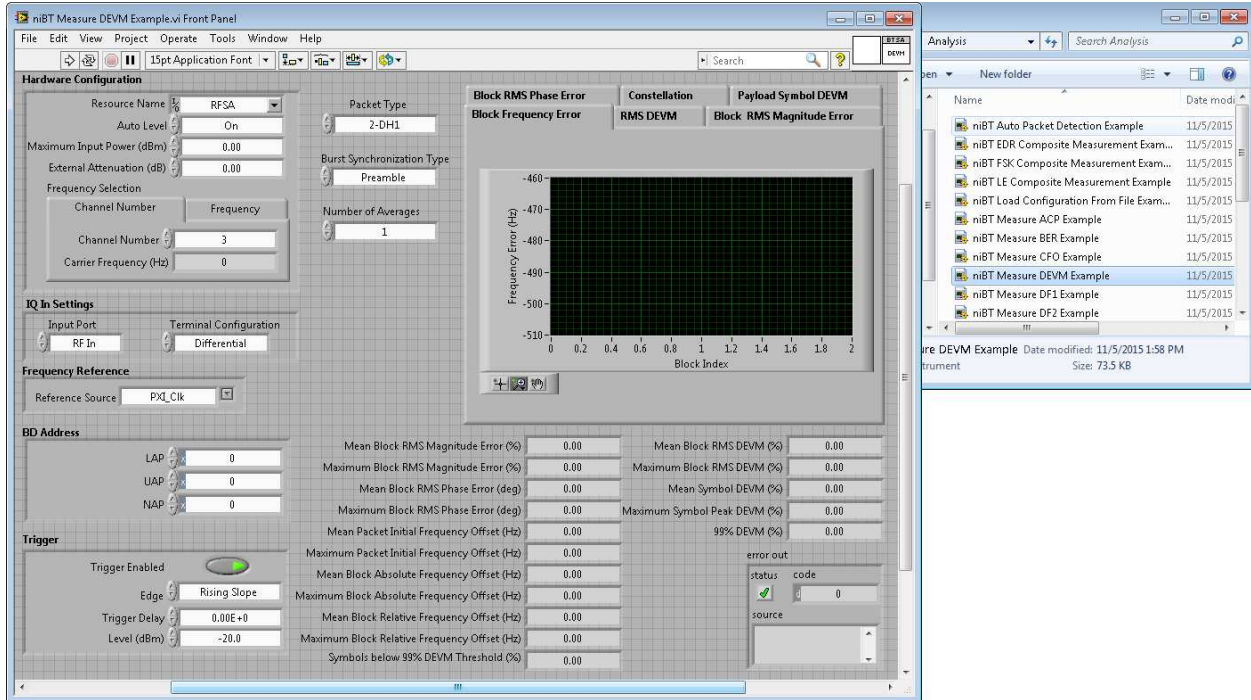 niBT Measure DEVM Example.vi Front Panel
File Edit View Project Operate Tools Window Help
15pt Application Font
Search
BTSA
DEVM
Hardware Configuration
Resource Name RFSA
Auto Level On
Maximum Input Power (dBm) 0.00
External Attenuation (dB) 0.00
Frequency Selection
Channel Number Frequency
Channel Number 3
Carrier Frequency (Hz) 0
Packet Type
2-DH1
Burst Synchronization Type
Preamble
Number of Averages
1
IQ In Settings
Input Port Terminal Configuration
RF In Differential
Frequency Reference
Reference Source PXI_Clk
BD Address
LAP x 0
UAP x 0
NAP x 0
Trigger
Trigger Enabled
Edge Rising Slope
Trigger Delay 0.00E+0
Level (dBm) -20.0
Block RMS Phase Error Constellation Payload Symbol DEVM
Block Frequency Error RMS DEVM Block RMS Magnitude Error
Frequency Error (Hz)
-460
-470
-480
-490
-500
-510
0 0.2 0.4 0.6 0.8 1 1.2 1.4 1.6 1.8 2
Block Index
Mean Block RMS Magnitude Error (%) 0.00
Maximum Block RMS Magnitude Error (%) 0.00
Mean Block RMS Phase Error (deg) 0.00
Maximum Block RMS Phase Error (deg) 0.00
Mean Packet Initial Frequency Offset (Hz) 0.00
Maximum Packet Initial Frequency Offset (Hz) 0.00
Mean Block Absolute Frequency Offset (Hz) 0.00
Maximum Block Absolute Frequency Offset (Hz) 0.00
Mean Block Relative Frequency Offset (Hz) 0.00
Maximum Block Relative Frequency Offset (Hz) 0.00
Symbols below 99% DEVM Threshold (%) 0.00
Mean Block RMS DEVM (%) 0.00
Maximum Block RMS DEVM (%) 0.00
Mean Symbol DEVM (%) 0.00
Maximum Symbol Peak DEVM (%) 0.00
99% DEVM (%) 0.00
error out
status code
d 0
source
Analysis Search Analysis
pen New folder
Name Date modi
niBT Auto Packet Detection Example 11/5/2015
niBT EDR Composite Measurement Exam... 11/5/2015
niBT FSK Composite Measurement Exam... 11/5/2015
niBT LE Composite Measurement Example 11/5/2015
niBT Load Configuration From File Exam... 11/5/2015
niBT Measure ACP Example 11/5/2015
niBT Measure BER Example 11/5/2015
niBT Measure CFO Example 11/5/2015
niBT Measure DEVM Example 11/5/2015
niBT Measure DF1 Example 11/5/2015
niBT Measure DF2 Example 11/5/2015
ure DEVM Example Date modified: 11/5/2015 1:58 PM
trument Size: 73.5 KB